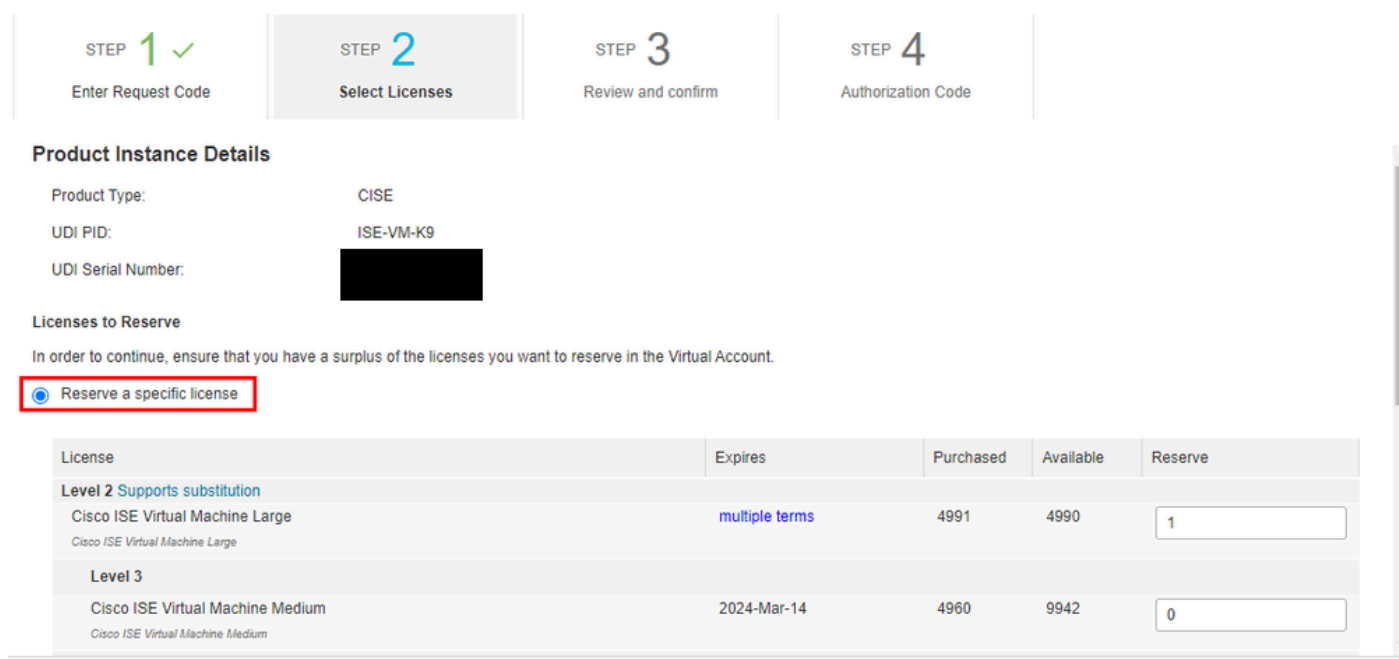 STEP 1 STEP 2 STEP 3 STEP 4
Enter Request Code Select Licenses Review and confirm Authorization Code
Product Instance Details
Product Type: CISE
UDI PID: ISE-VM-K9
UDI Serial Number:
Licenses to Reserve
In order to continue, ensure that you have a surplus of the licenses you want to reserve in the Virtual Account.
Reserve a specific license
License Expires Purchased Available Reserve
Level 2 Supports substitution
Cisco ISE Virtual Machine Large multiple terms 4991 4990 1
Cisco ISE Virtual Machine Large
Level 3
Cisco ISE Virtual Machine Medium 2024-Mar-14 4960 9942 0
Cisco ISE Virtual Machine Medium